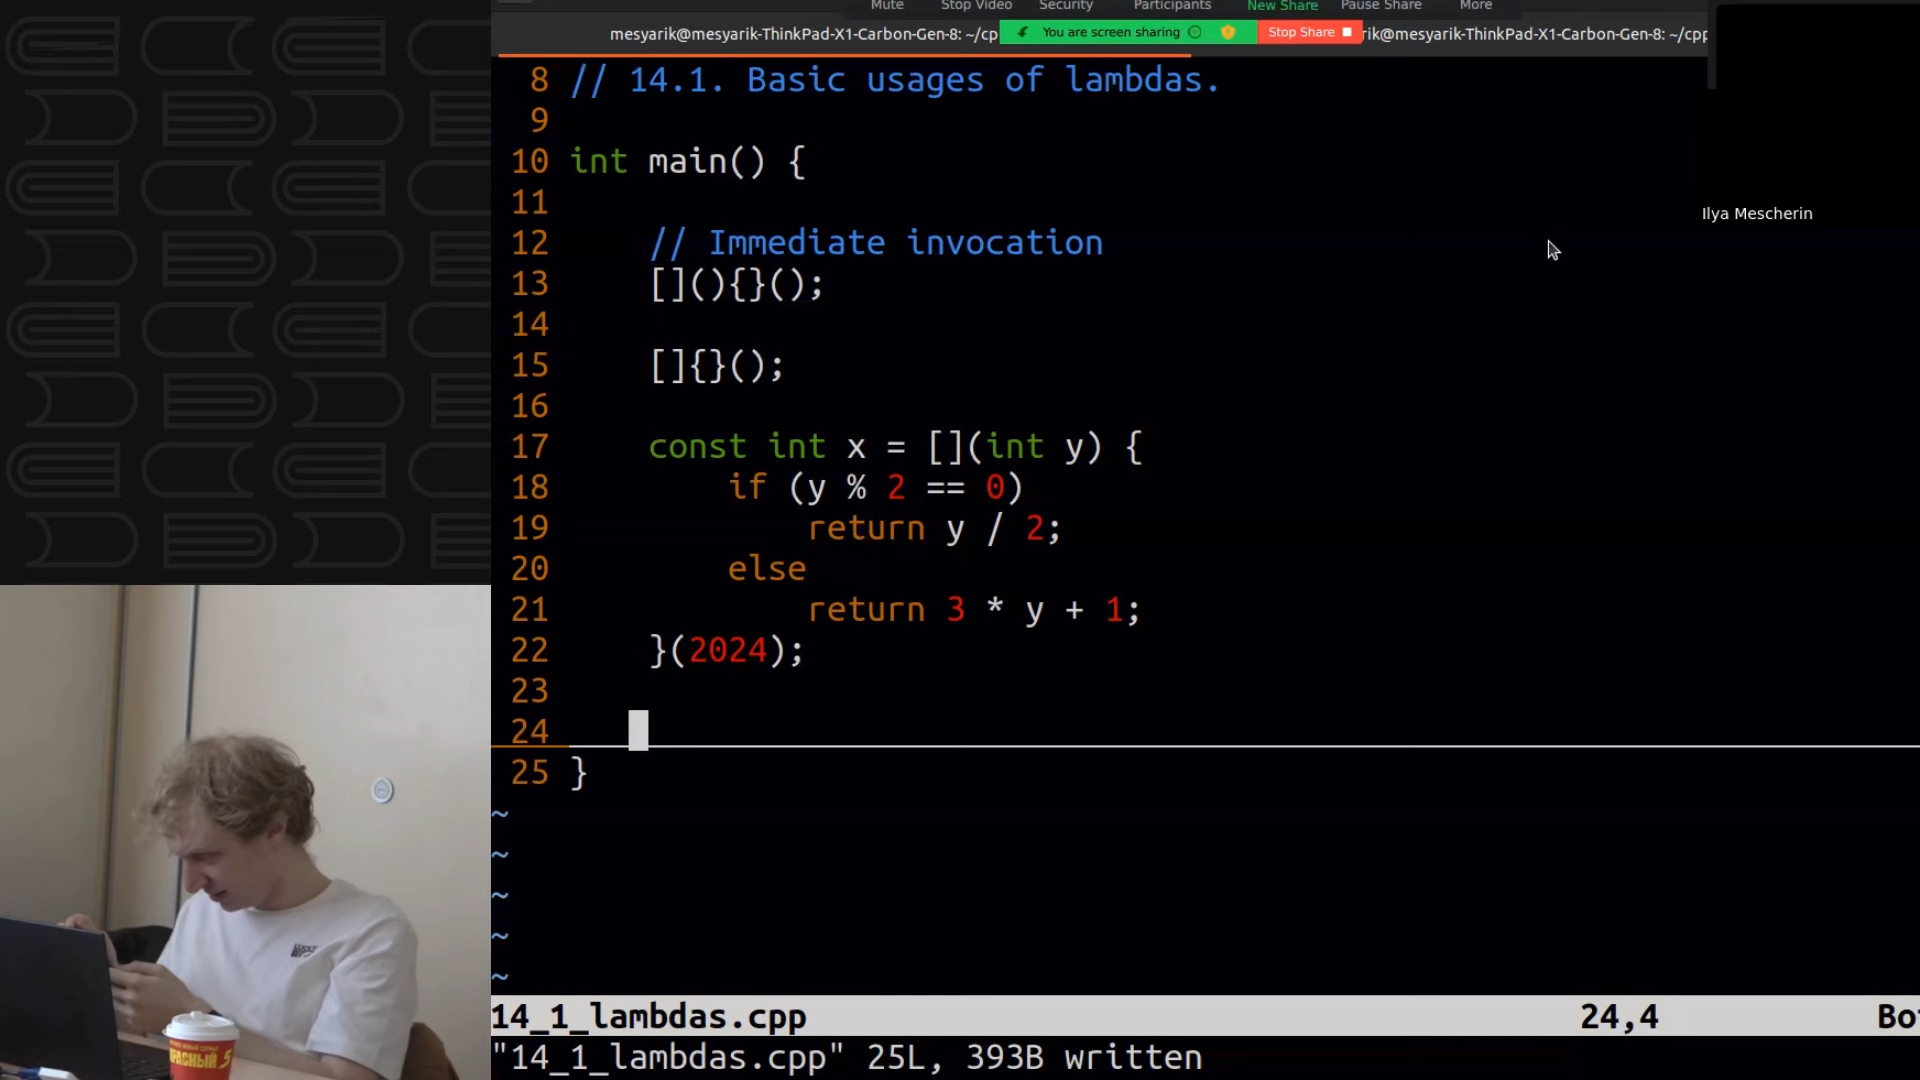 Mute Stop Video Security Participants New Share Pause Share More
mesyarik@mesyarik-ThinkPad-X1-Carbon-Gen-8: ~/cp You are screen sharing Stop Share rik@mesyarik-ThinkPad-X1-Carbon-Gen-8: ~/cpp
Ilya Mescherin
8 // 14.1. Basic usages of lambdas.
9
10 int main() {
11
12 // Immediate invocation
13 [](){}();
14
15 []{}();
16
17 const int x = [](int y) {
18 if (y % 2 == 0)
19 return y / 2;
20 else
21 return 3 * y + 1;
22 }(2024);
23
24
25 }
~
~
~
~
~
14_1_lambdas.cpp 24,4 Bo
"14_1_lambdas.cpp" 25L, 393B written
КРАСНЫЙ 5